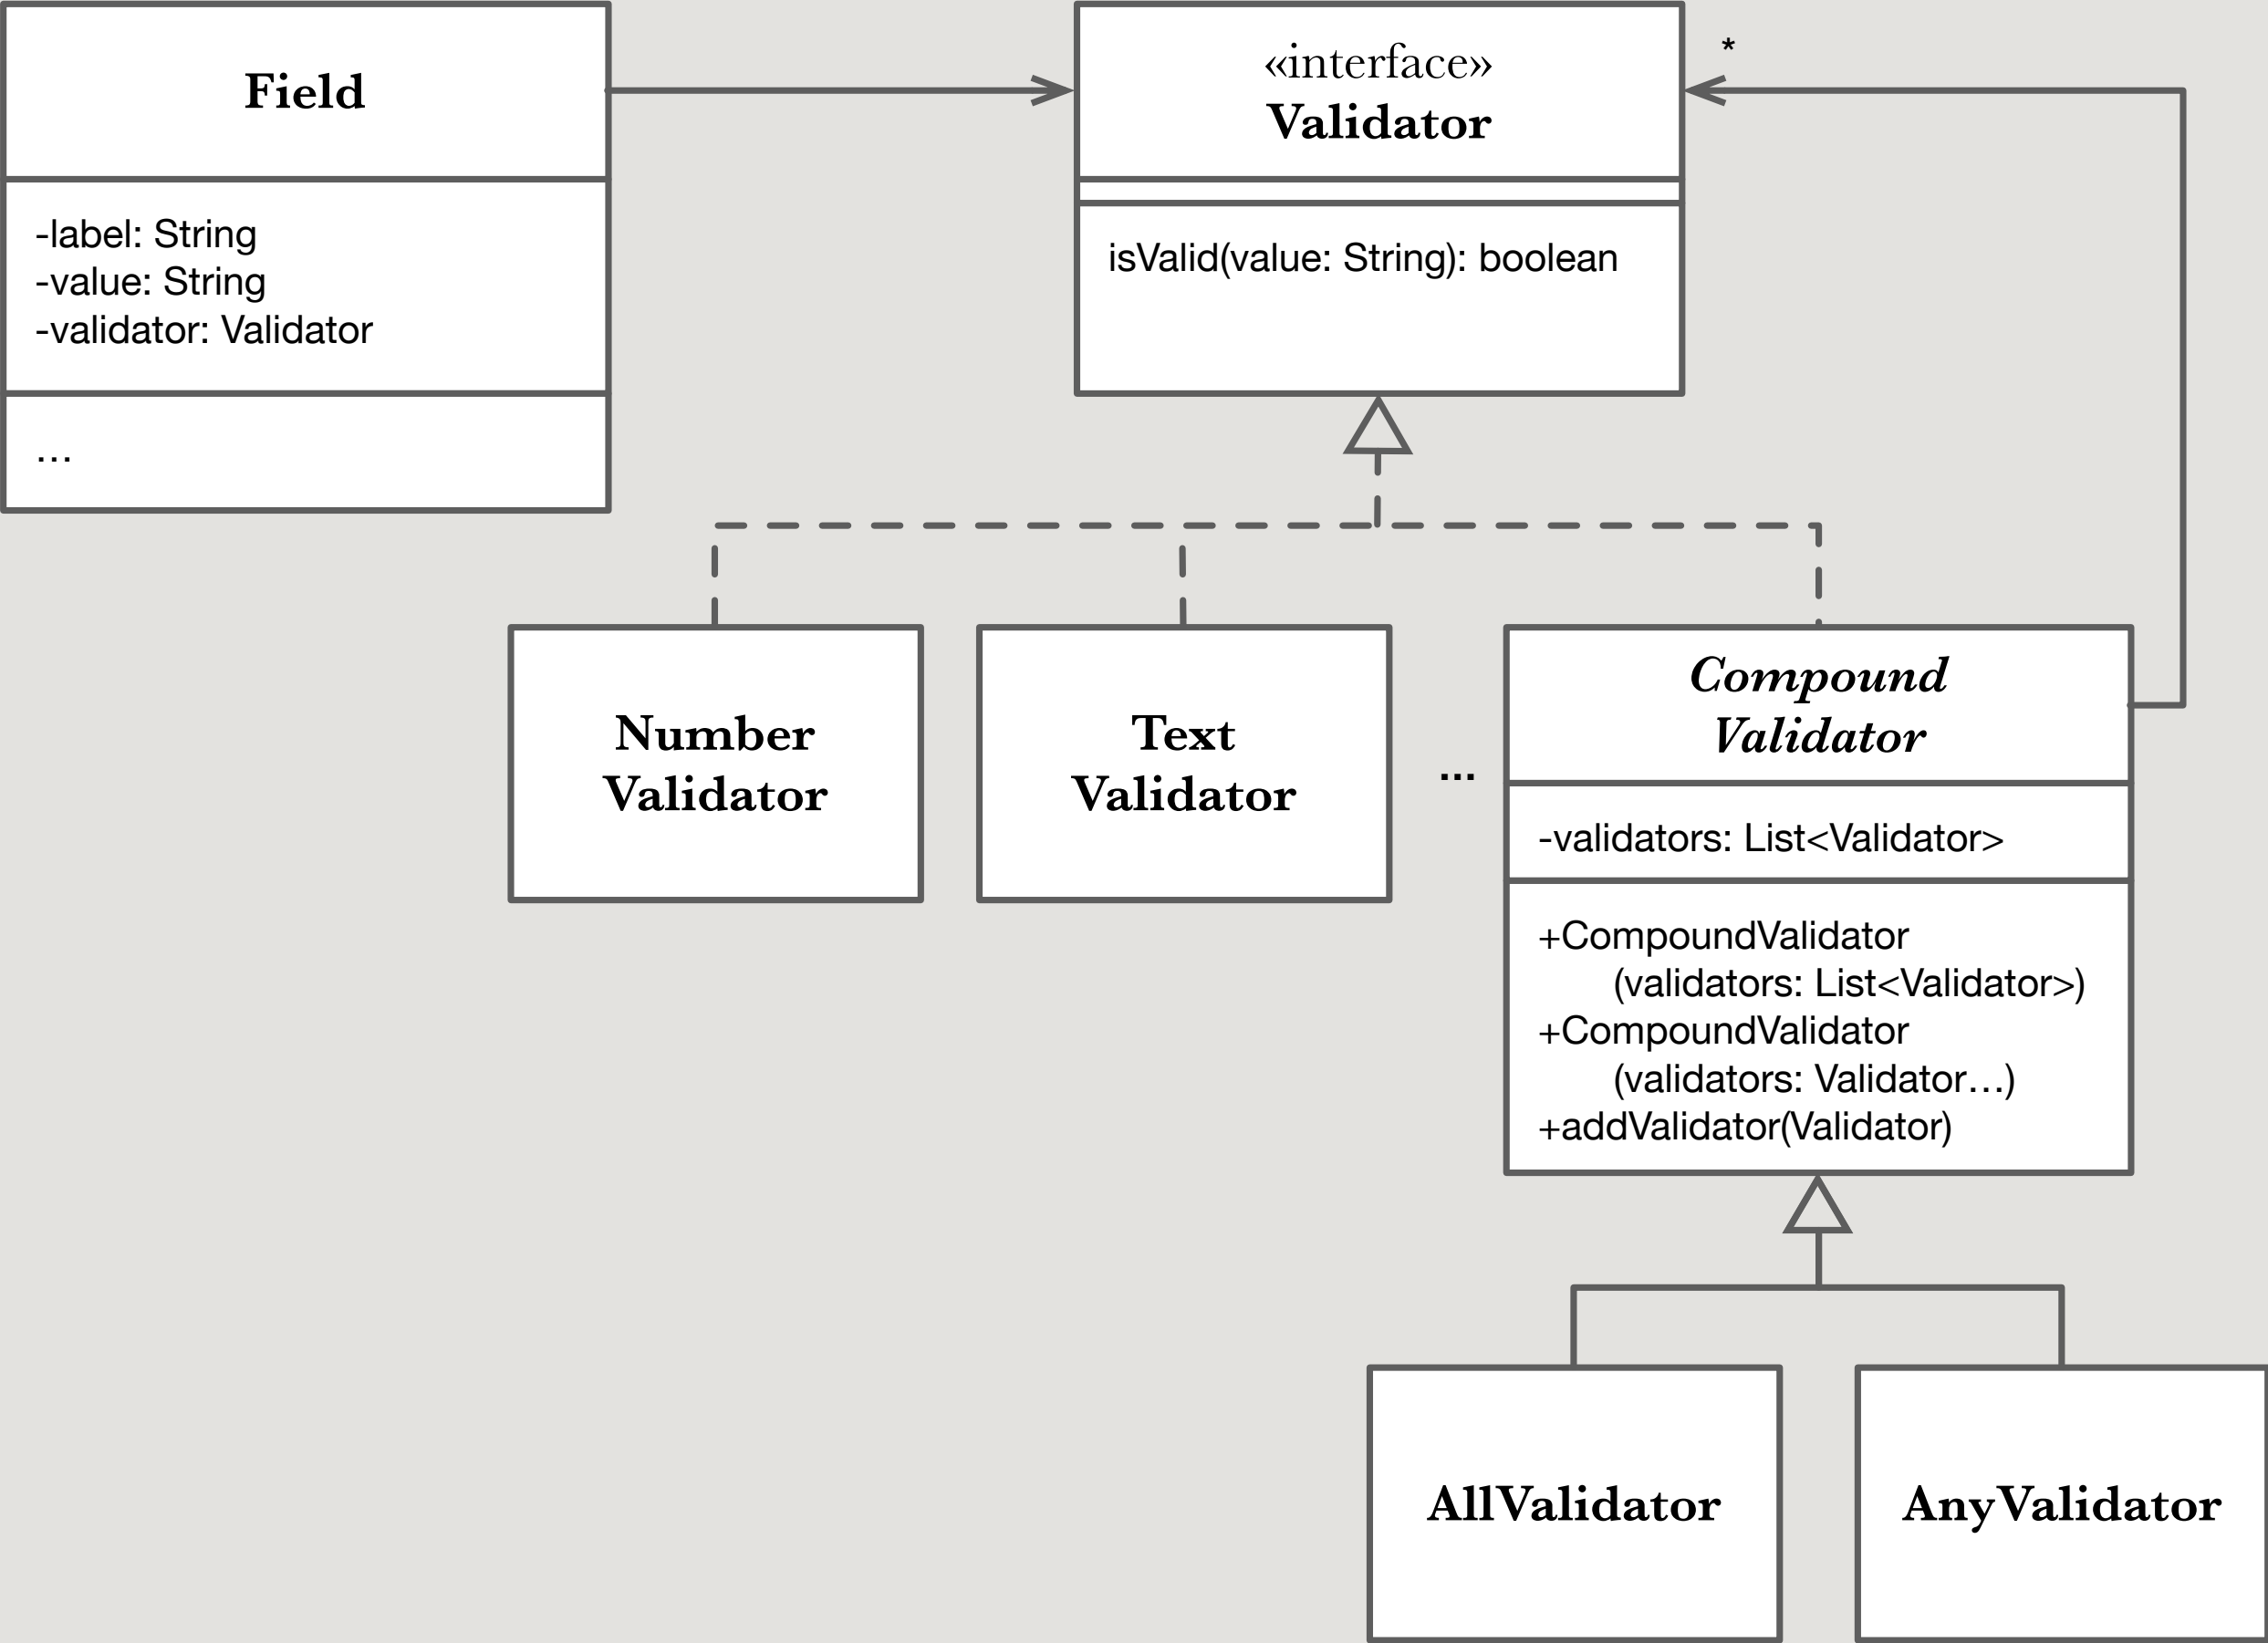 Field
-label: String
-value: String
-validator: Validator
…
«interface»
Validator
isValid(value: String): boolean
*
Number
Validator
Text
Validator
...
Compound
Validator
-validators: List<Validator>
+CompoundValidator
(validators: List<Validator>)
+CompoundValidator
(validators: Validator…)
+addValidator(Validator)
AllValidator
AnyValidator